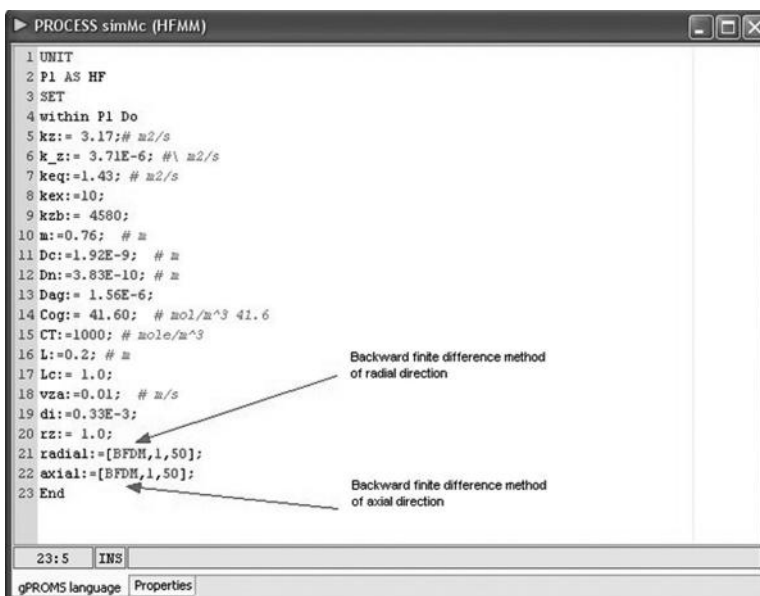 PROCESS simMc (HFMM)
1 UNIT
2 P1 AS HF
3 SET
4 within P1 Do
5 kz:= 3.17;# m2/s
6 k_z:= 3.71E-6; #\ m2/s
7 keq:=1.43; # m2/s
8 kex:=10;
9 kzb:= 4580;
10 m:=0.76; # m
11 Dc:=1.92E-9; # m
12 Dn:=3.83E-10; # m
13 Dag:= 1.56E-6;
14 Cog:= 41.60; # mol/m^3 41.6
15 CT:=1000; # mole/m^3
16 L:=0.2; # m
17 Lc:= 1.0;
18 vza:=0.01; # m/s
19 di:=0.33E-3;
20 rz:= 1.0;
21 radial:=[BFDM,1,50];
22 axial:=[BFDM,1,50];
23 End
Backward finite difference method
of radial direction
Backward finite difference method
of axial direction
23:5 INS
gPROMS language Properties